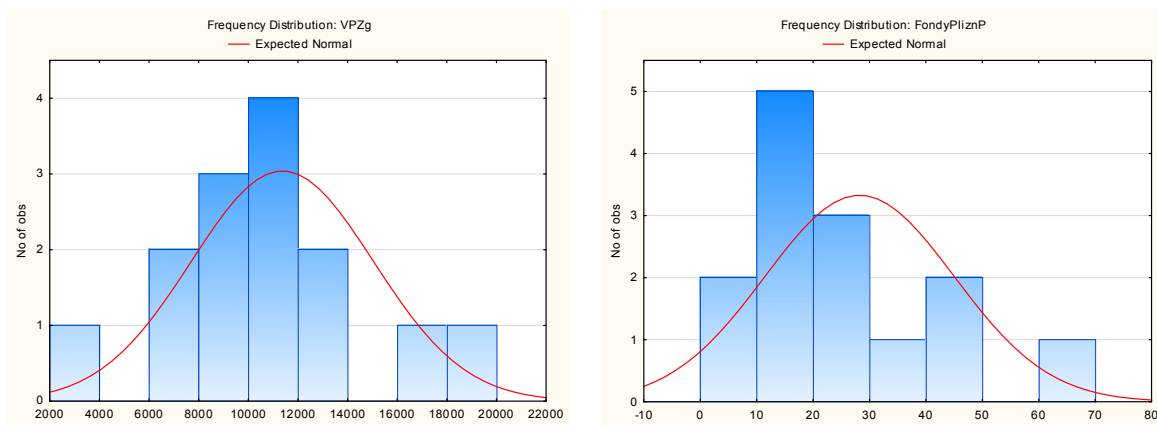 Frequency Distribution: VPZg
Expected Normal
No of obs
4
3
2
1
0
2000 4000 6000 8000 10000 12000 14000 16000 18000 20000 22000
Frequency Distribution: FondyPliznP
Expected Normal
No of obs
5
4
3
2
1
0
-10 0 10 20 30 40 50 60 70 80